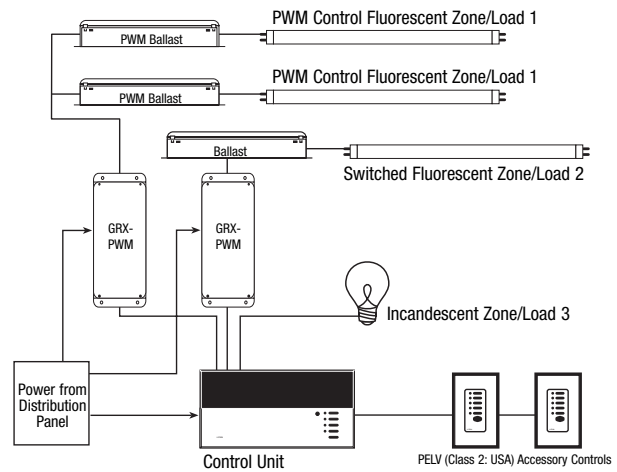 PWM Control Fluorescent Zone/Load 1
PWM Ballast
PWM Control Fluorescent Zone/Load 1
PWM Ballast
Ballast
Switched Fluorescent Zone/Load 2
GRX-
PWM
GRX-
PWM
Incandescent Zone/Load 3
Power from
Distribution
Panel
Control Unit
PELV (Class 2: USA) Accessory Controls